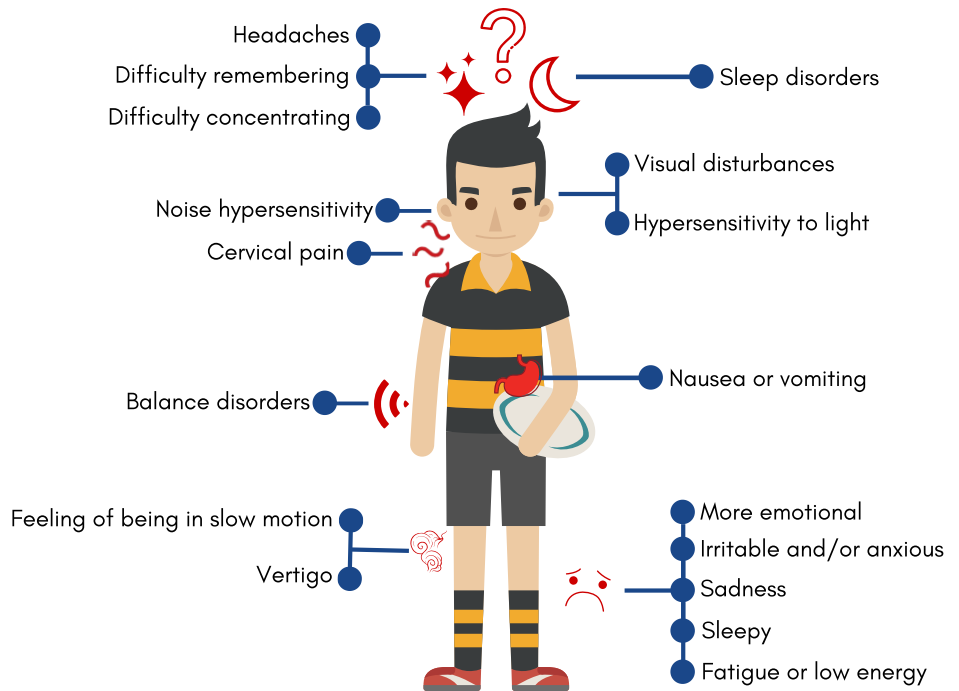 Headaches
Difficulty remembering
Difficulty concentrating
Sleep disorders
Visual disturbances
Hypersensitivity to light
Noise hypersensitivity
Cervical pain
Nausea or vomiting
Balance disorders
Feeling of being in slow motion
Vertigo
More emotional
Irritable and/or anxious
Sadness
Sleepy
Fatigue or low energy